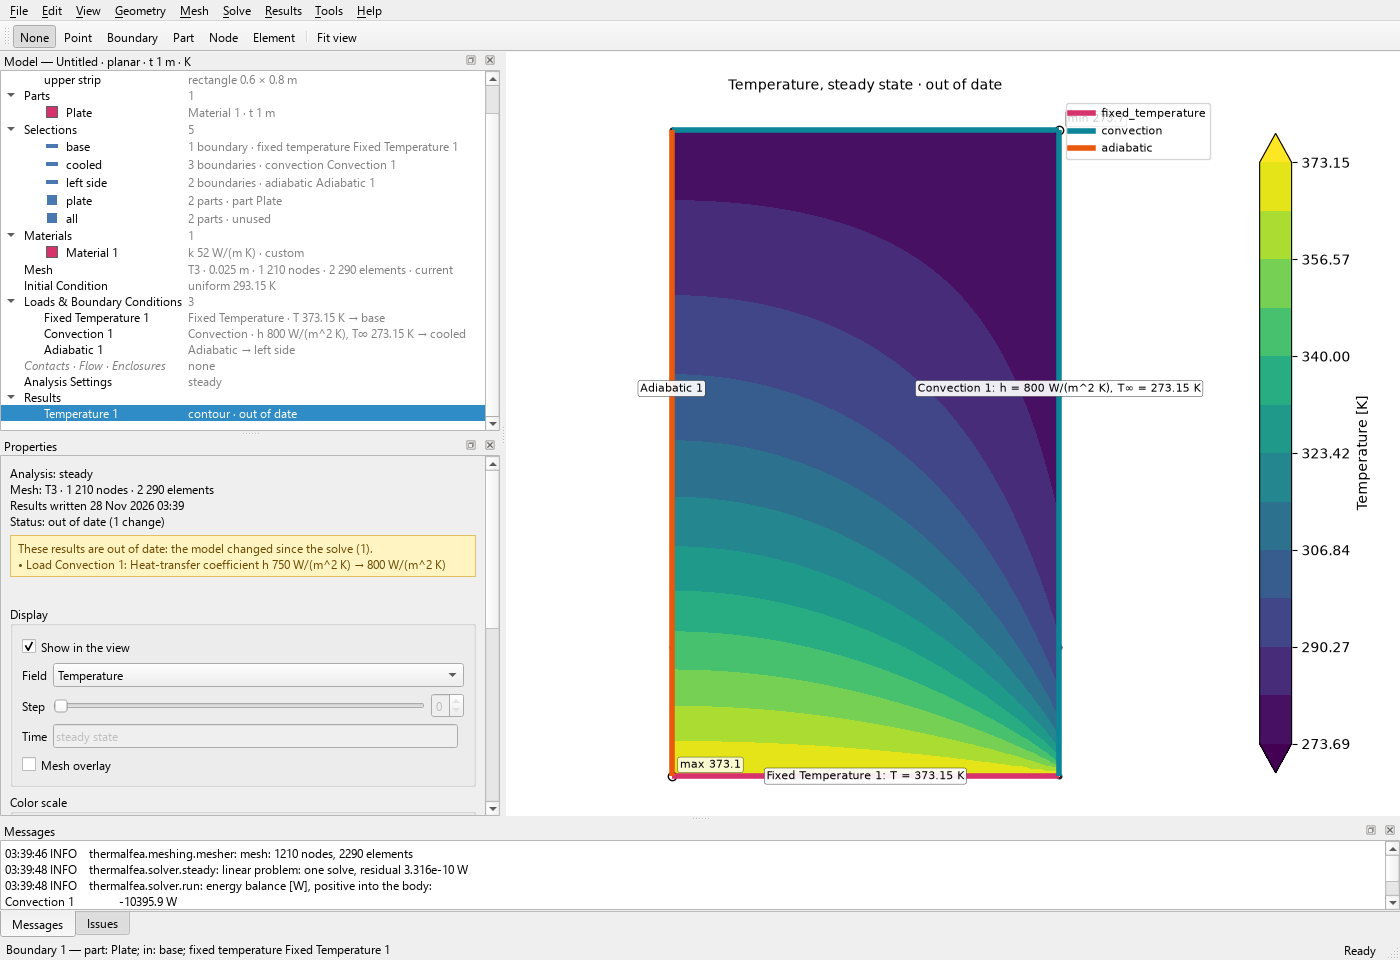 File Edit View Geometry Mesh Solve Results Tools Help
None Point Boundary Part Node Element Fit view
Model — Untitled · planar · t 1 m · K
upper strip rectangle 0.6 × 0.8 m
Parts 1
Plate Material 1 · t 1 m
Selections 5
base 1 boundary · fixed temperature Fixed Temperature 1
cooled 3 boundaries · convection Convection 1
left side 2 boundaries · adiabatic Adiabatic 1
plate 2 parts · part Plate
all 2 parts · unused
Materials 1
Material 1 k 52 W/(m K) · custom
Mesh T3 · 0.025 m · 1 210 nodes · 2 290 elements · current
Initial Condition uniform 293.15 K
Loads & Boundary Conditions 3
Fixed Temperature 1 Fixed Temperature · T 373.15 K → base
Convection 1 Convection · h 800 W/(m^2 K), T∞ 273.15 K → cooled
Adiabatic 1 Adiabatic → left side
Contacts · Flow · Enclosures none
Analysis Settings steady
Results
Temperature 1 contour · out of date
Properties
Analysis: steady
Mesh: T3 · 1 210 nodes · 2 290 elements
Results written 28 Nov 2026 03:39
Status: out of date (1 change)
These results are out of date: the model changed since the solve (1).
• Load Convection 1: Heat-transfer coefficient h 750 W/(m^2 K) → 800 W/(m^2 K)
Display
Show in the view
Field Temperature
Step 0
Time steady state
Mesh overlay
Color scale
Temperature, steady state · out of date
fixed_temperature
convection
adiabatic
Adiabatic 1
Convection 1: h = 800 W/(m^2 K), T∞ = 273.15 K
max 373.1
Fixed Temperature 1: T = 373.15 K
373.15
356.57
340.00
323.42
306.84
290.27
273.69
Temperature [K]
Messages
03:39:46 INFO thermalfea.meshing.mesher: mesh: 1210 nodes, 2290 elements
03:39:48 INFO thermalfea.solver.steady: linear problem: one solve, residual 3.316e-10 W
03:39:48 INFO thermalfea.solver.run: energy balance [W], positive into the body:
Convection 1 -10395.9 W
Messages Issues
Boundary 1 — part: Plate; in: base; fixed temperature Fixed Temperature 1 Ready